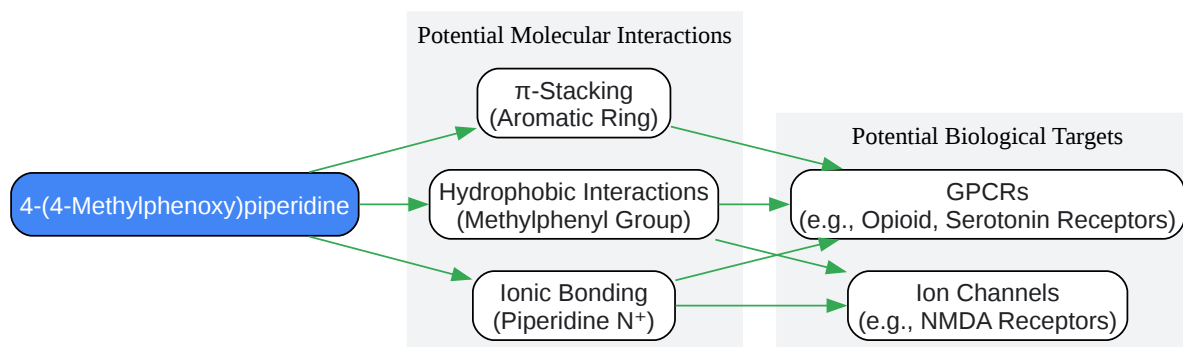 Potential Molecular Interactions
π-Stacking
(Aromatic Ring)
Potential Biological Targets
4-(4-Methylphenoxy)piperidine
Hydrophobic Interactions
(Methylphenyl Group)
GPCRs
(e.g., Opioid, Serotonin Receptors)
Ionic Bonding
(Piperidine N⁺)
Ion Channels
(e.g., NMDA Receptors)